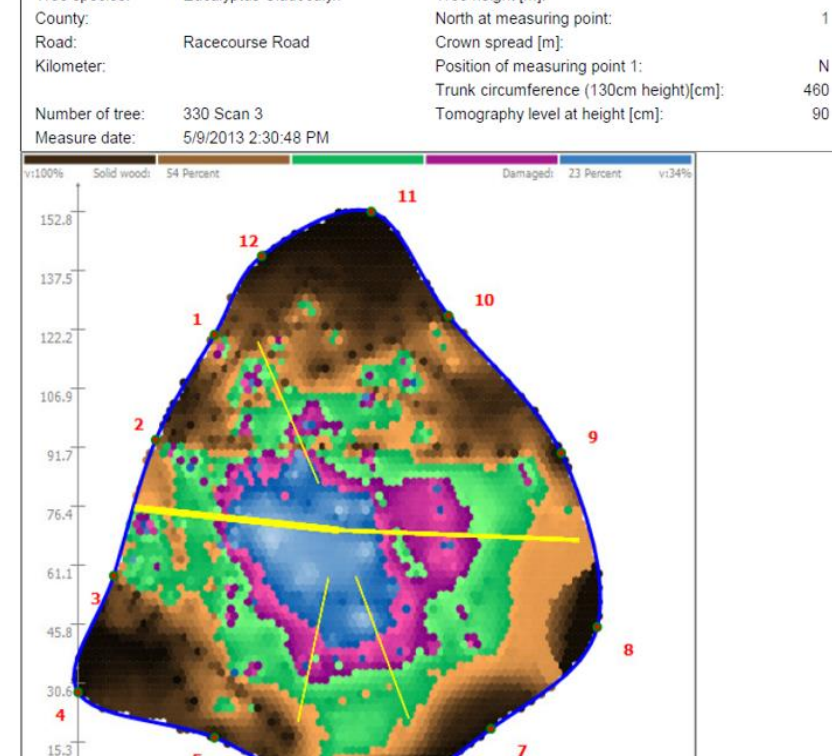 County:
North at measuring point: 1
Road: Racecourse Road
Crown spread [m]:
Kilometer:
Position of measuring point 1: N
Trunk circumference (130cm height)[cm]: 460
Number of tree: 330 Scan 3
Tomography level at height [cm]: 90
Measure date: 5/9/2013 2:30:48 PM
v:100% Solid wood: 54 Percent Damaged: 23 Percent v:34%
11
152.8
12
137.5
10
1
122.2
106.9
2
9
91.7
76.4
61.1
3
45.8
8
30.6
4
7
15.3